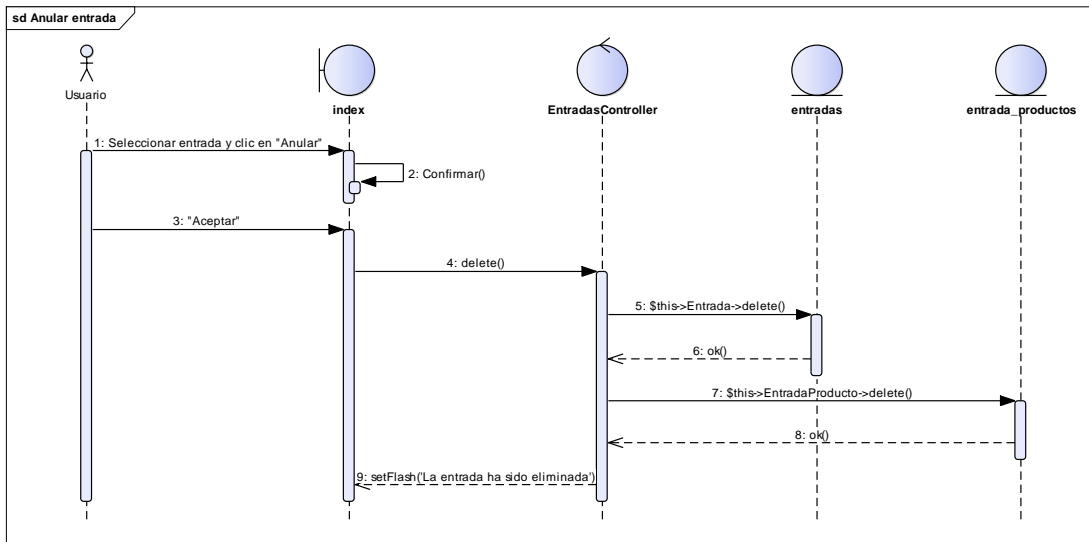 sd Anular entrada
Usuario
index
EntradasController
entradas
entrada_productos
1: Seleccionar entrada y clic en "Anular"
2: Confirmar()
3: "Aceptar"
4: delete()
5: $this->Entrada->delete()
6: ok()
7: $this->EntradaProducto->delete()
8: ok()
9: setFlash('La entrada ha sido eliminada')